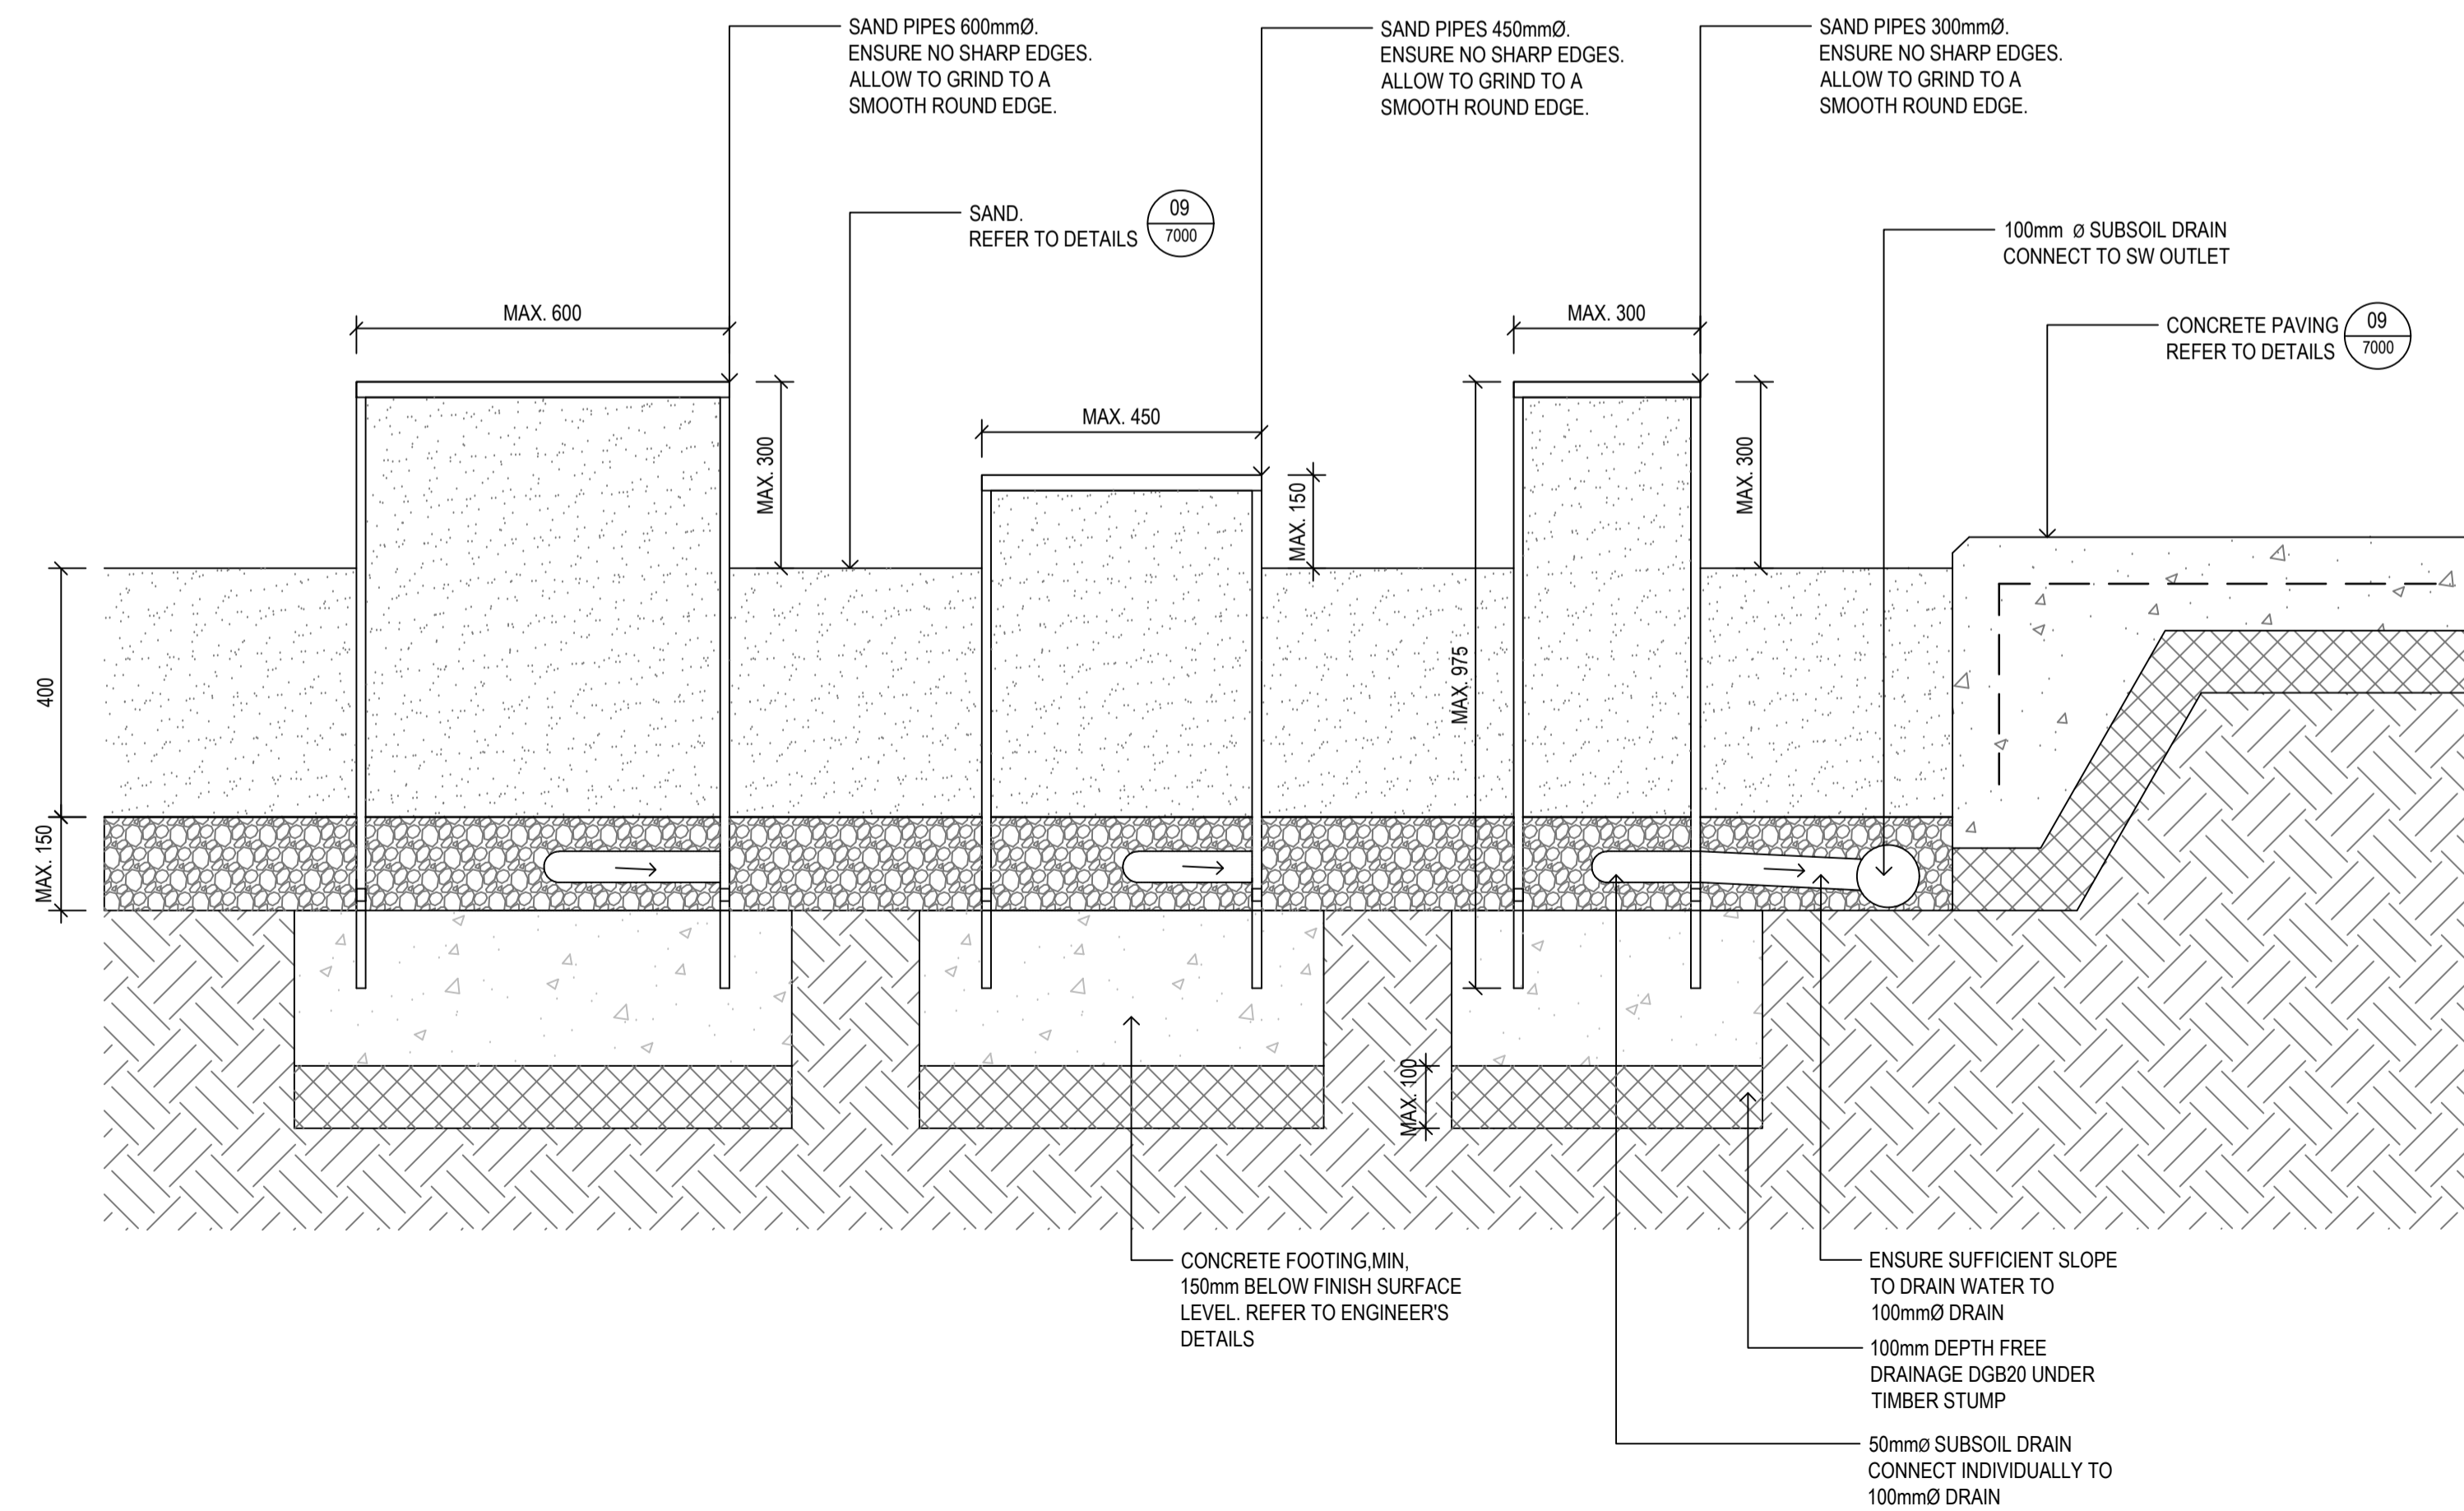 SAND PIPES 600mmØ.
ENSURE NO SHARP EDGES.
ALLOW TO GRIND TO A
SMOOTH ROUND EDGE.
SAND PIPES 450mmØ.
ENSURE NO SHARP EDGES.
ALLOW TO GRIND TO A
SMOOTH ROUND EDGE.
SAND PIPES 300mmØ.
ENSURE NO SHARP EDGES.
ALLOW TO GRIND TO A
SMOOTH ROUND EDGE.
SAND.
REFER TO DETAILS
09
7000
100mm Ø SUBSOIL DRAIN
CONNECT TO SW OUTLET
CONCRETE PAVING
REFER TO DETAILS
09
7000
MAX. 600
MAX. 300
MAX. 450
MAX. 150
MAX. 300
MAX. 300
MAX. 975
400
MAX. 150
MAX. 100
CONCRETE FOOTING,MIN,
150mm BELOW FINISH SURFACE
LEVEL. REFER TO ENGINEER'S
DETAILS
ENSURE SUFFICIENT SLOPE
TO DRAIN WATER TO
100mmØ DRAIN
100mm DEPTH FREE
DRAINAGE DGB20 UNDER
TIMBER STUMP
50mmØ SUBSOIL DRAIN
CONNECT INDIVIDUALLY TO
100mmØ DRAIN